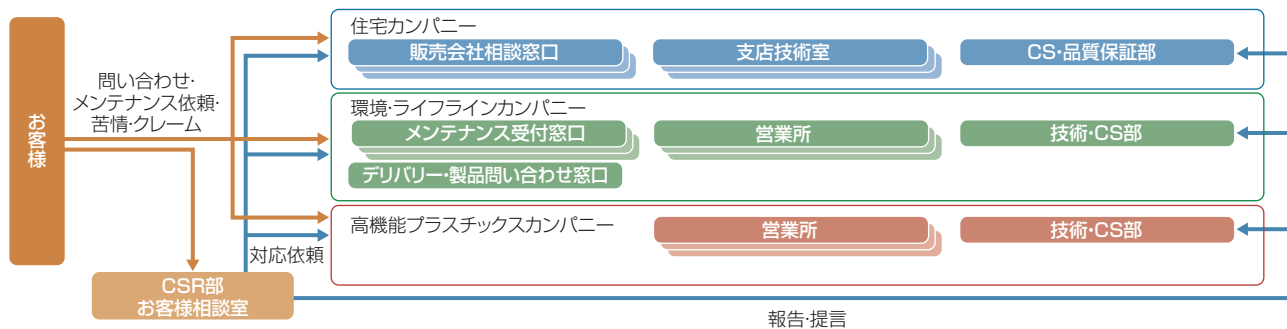 お客様
問い合わせ・
メンテナンス依頼・
苦情・クレーム
住宅カンパニー
販売会社相談窓口
支店技術室
CS・品質保証部
環境・ライフラインカンパニー
メンテナンス受付窓口
営業所
技術・CS部
デリバリー・製品問い合わせ窓口
高機能プラスチックスカンパニー
営業所
技術・CS部
対応依頼
CSR部
お客様相談室
報告・提言